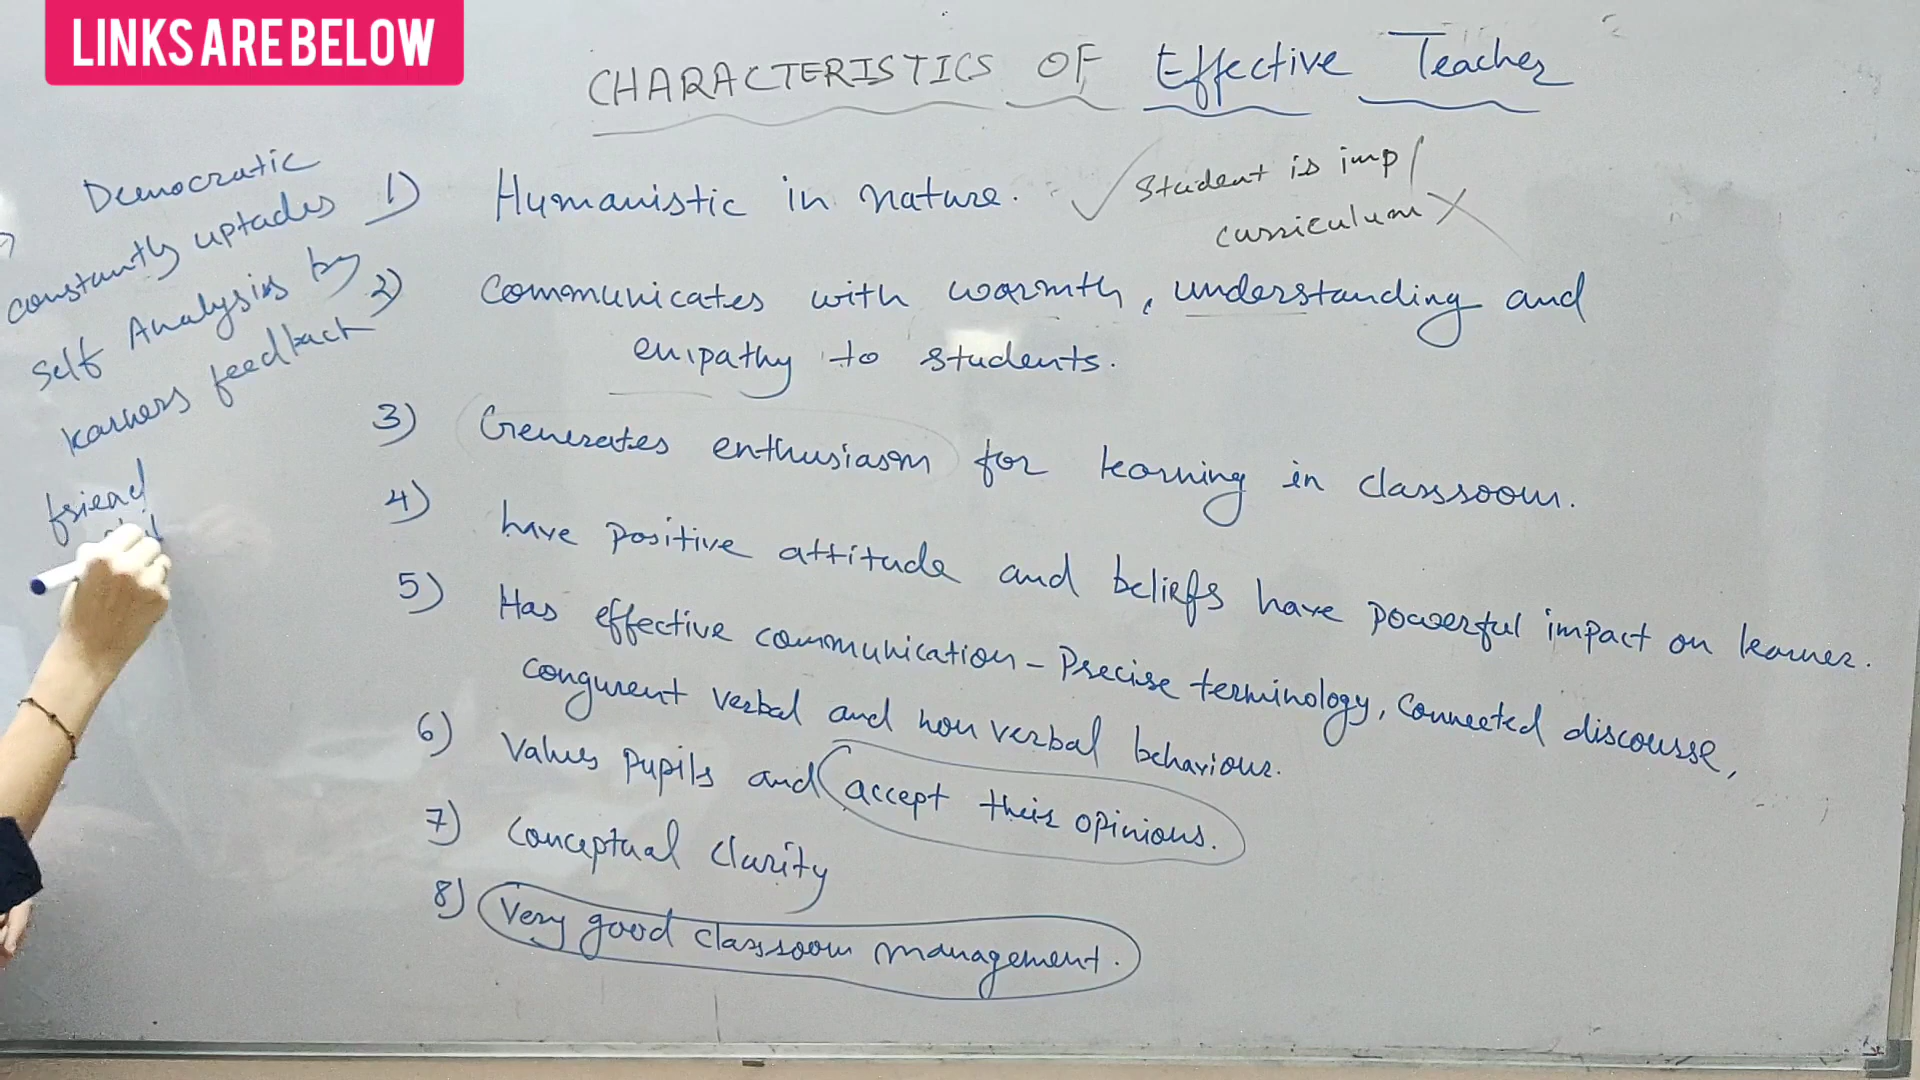 LINKS ARE BELOW
CHARACTERISTICS OF Effective Teacher
1) Humanistic in nature. ✓ Student is imp/
curriculum X
2) Communicates with warmth, understanding and
empathy to students.
3) Generates enthusiasm for learning in classroom.
4) have positive attitude and beliefs have powerful impact on learner.
5) Has effective communication - Precise terminology, connected discourse,
congurent verbal and non verbal behaviour.
6) Values pupils and accept their opinions.
7) Conceptual clarity
8) Very good classroom management.
Democratic
constantly uptades
Self Analysis by
learners feedback
friend